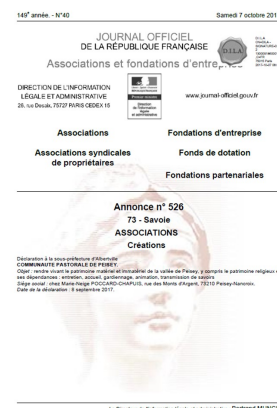 149e année. - N°40
Samedi 7 octobre 201
JOURNAL OFFICIEL
DE LA RÉPUBLIQUE FRANÇAISE
Associations et fondations d'entreprise
D.I.L.A
DIRECTION DE L'INFORMATION
LÉGALE ET ADMINISTRATIVE
26, rue Desaix, 75727 PARIS CEDEX 15
www.journal-officiel.gouv.fr
Associations
Fondations d'entreprise
Associations syndicales
de propriétaires
Fonds de dotation
Fondations partenariales
Annonce n° 526
73 - Savoie
ASSOCIATIONS
Créations
Déclaration à la sous-préfecture d'Albertville
COMMUNAUTE PASTORALE DE PEISEY.
Objet : rendre vivant le patrimoine matériel et immatériel de la vallée de Peisey, y compris le patrimoine religieux
ses dépendances : entretien, accueil, gardiennage, animation, transmission de savoirs
Siège social : chez Marie-Neige POCCARD-CHAPUIS, rue des Monts d'Argent, 73210 Peisey-Nancroix.
Date de la déclaration : 5 septembre 2017.